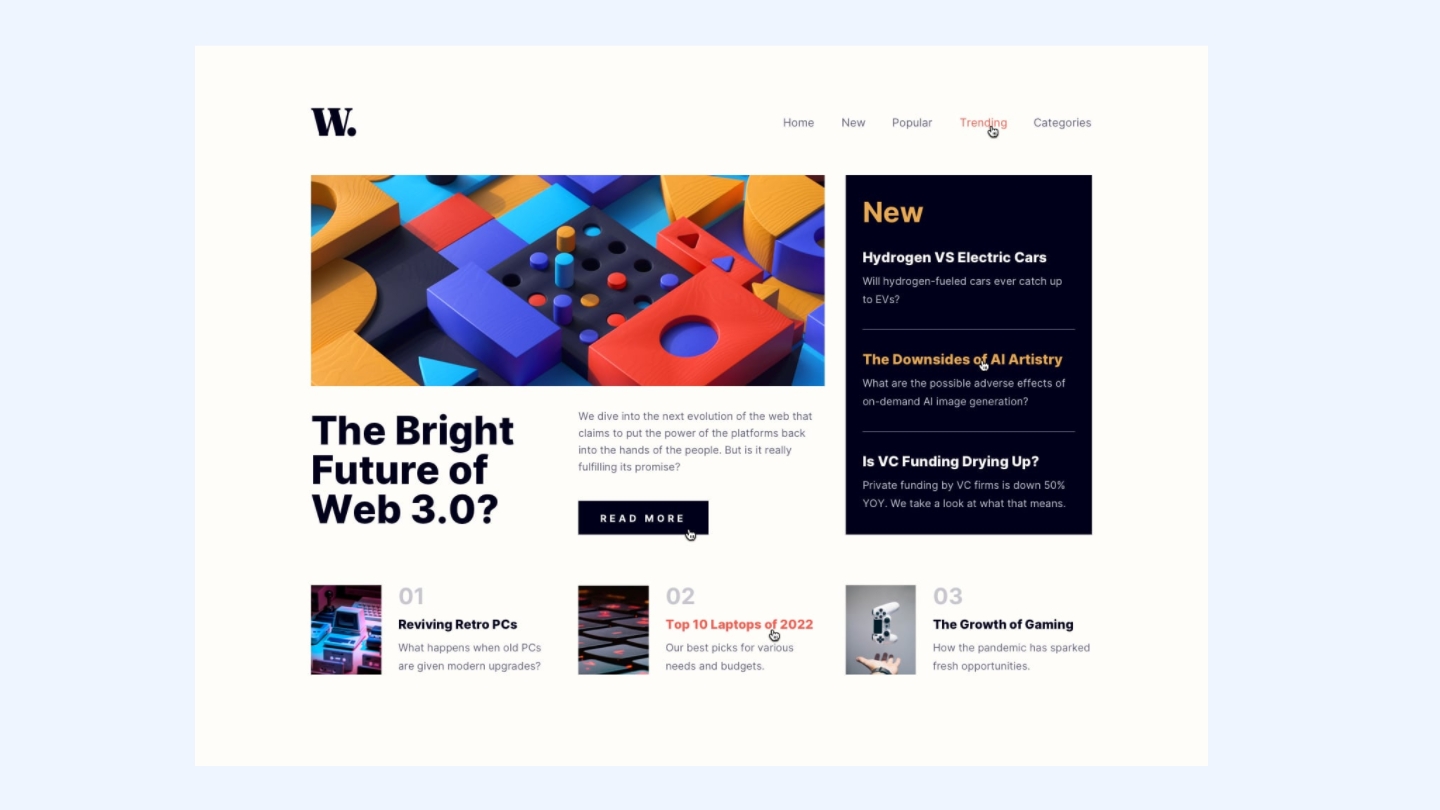 W.
Home New Popular Trending Categories
The Bright
Future of
Web 3.0?
We dive into the next evolution of the web that
claims to put the power of the platforms back
into the hands of the people. But is it really
fulfilling its promise?
READ MORE
New
Hydrogen VS Electric Cars
Will hydrogen-fueled cars ever catch up
to EVs?
The Downsides of AI Artistry
What are the possible adverse effects of
on-demand AI image generation?
Is VC Funding Drying Up?
Private funding by VC firms is down 50%
YOY. We take a look at what that means.
01
Reviving Retro PCs
What happens when old PCs
are given modern upgrades?
02
Top 10 Laptops of 2022
Our best picks for various
needs and budgets.
03
The Growth of Gaming
How the pandemic has sparked
fresh opportunities.